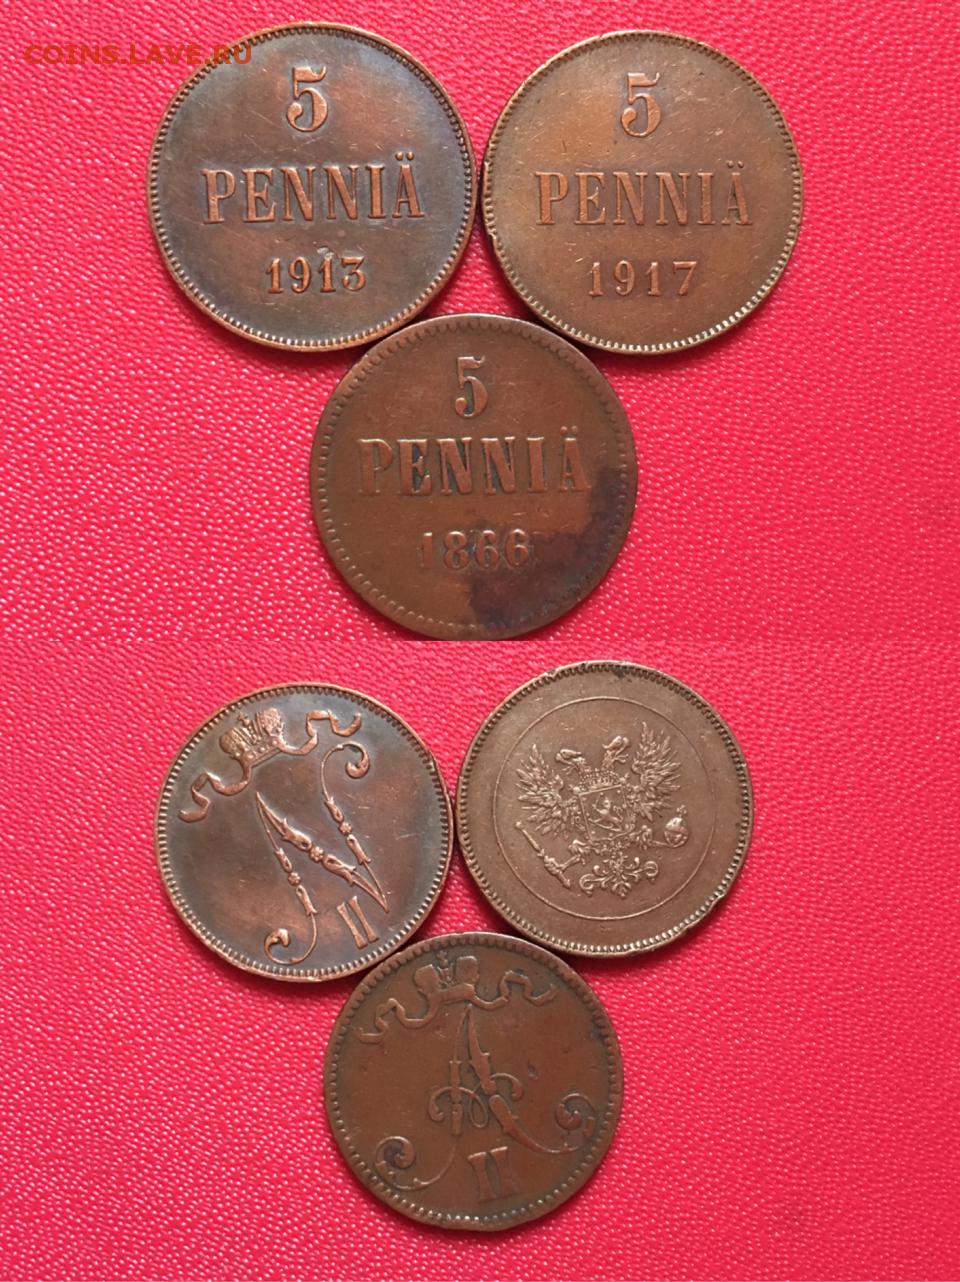 COINS.LAVE.RU
5
PENNIÄ
1913
5
PENNIÄ
1917
5
PENNIÄ
1866
II
II